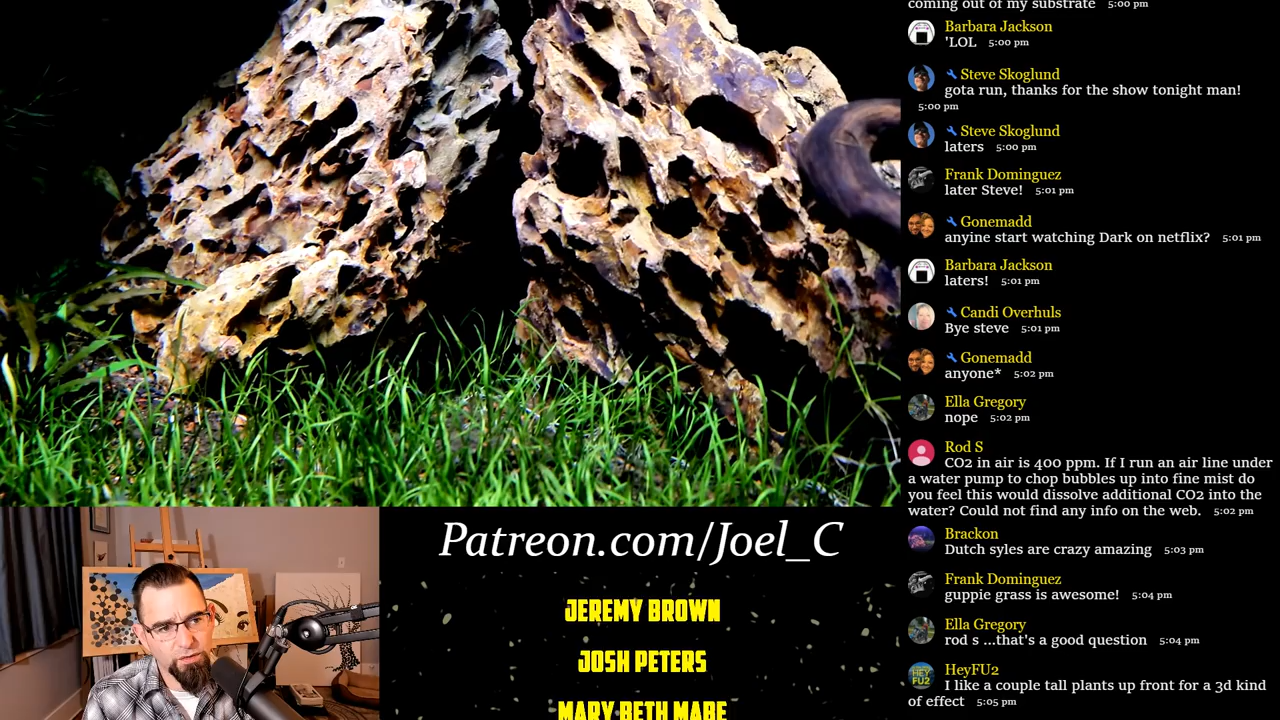 coming out of my substrate 5:00 pm
Barbara Jackson
'LOL 5:00 pm
Steve Skoglund
gota run, thanks for the show tonight man!
5:00 pm
Steve Skoglund
laters 5:00 pm
Frank Dominguez
later Steve! 5:01 pm
Gonemadd
anyine start watching Dark on netflix? 5:01 pm
Barbara Jackson
laters! 5:01 pm
Candi Overhuls
Bye steve 5:01 pm
Gonemadd
anyone* 5:02 pm
Ella Gregory
nope 5:02 pm
Rod S
CO2 in air is 400 ppm. If I run an air line under
a water pump to chop bubbles up into fine mist do
you feel this would dissolve additional CO2 into the
water? Could not find any info on the web. 5:02 pm
Brackon
Dutch syles are crazy amazing 5:03 pm
Frank Dominguez
guppie grass is awesome! 5:04 pm
Ella Gregory
rod s ...that's a good question 5:04 pm
HEY
FU2
HeyFU2
I like a couple tall plants up front for a 3d kind
of effect 5:05 pm
Patreon.com/Joel_C
JEREMY BROWN
JOSH PETERS
MARY BETH MABE